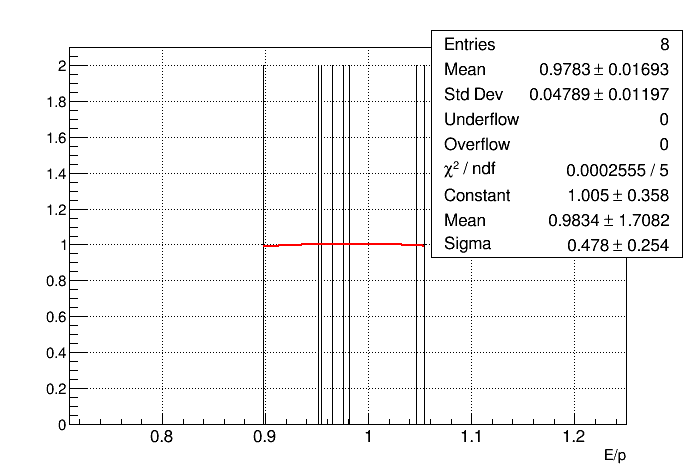 Entries 8
Mean 0.9783 ± 0.01693
Std Dev 0.04789 ± 0.01197
Underflow 0
Overflow 0
χ² / ndf 0.0002555 / 5
Constant 1.005 ± 0.358
Mean 0.9834 ± 1.7082
Sigma 0.478 ± 0.254
2
1.8
1.6
1.4
1.2
1
0.8
0.6
0.4
0.2
0
0.8 0.9 1 1.1 1.2
E/p